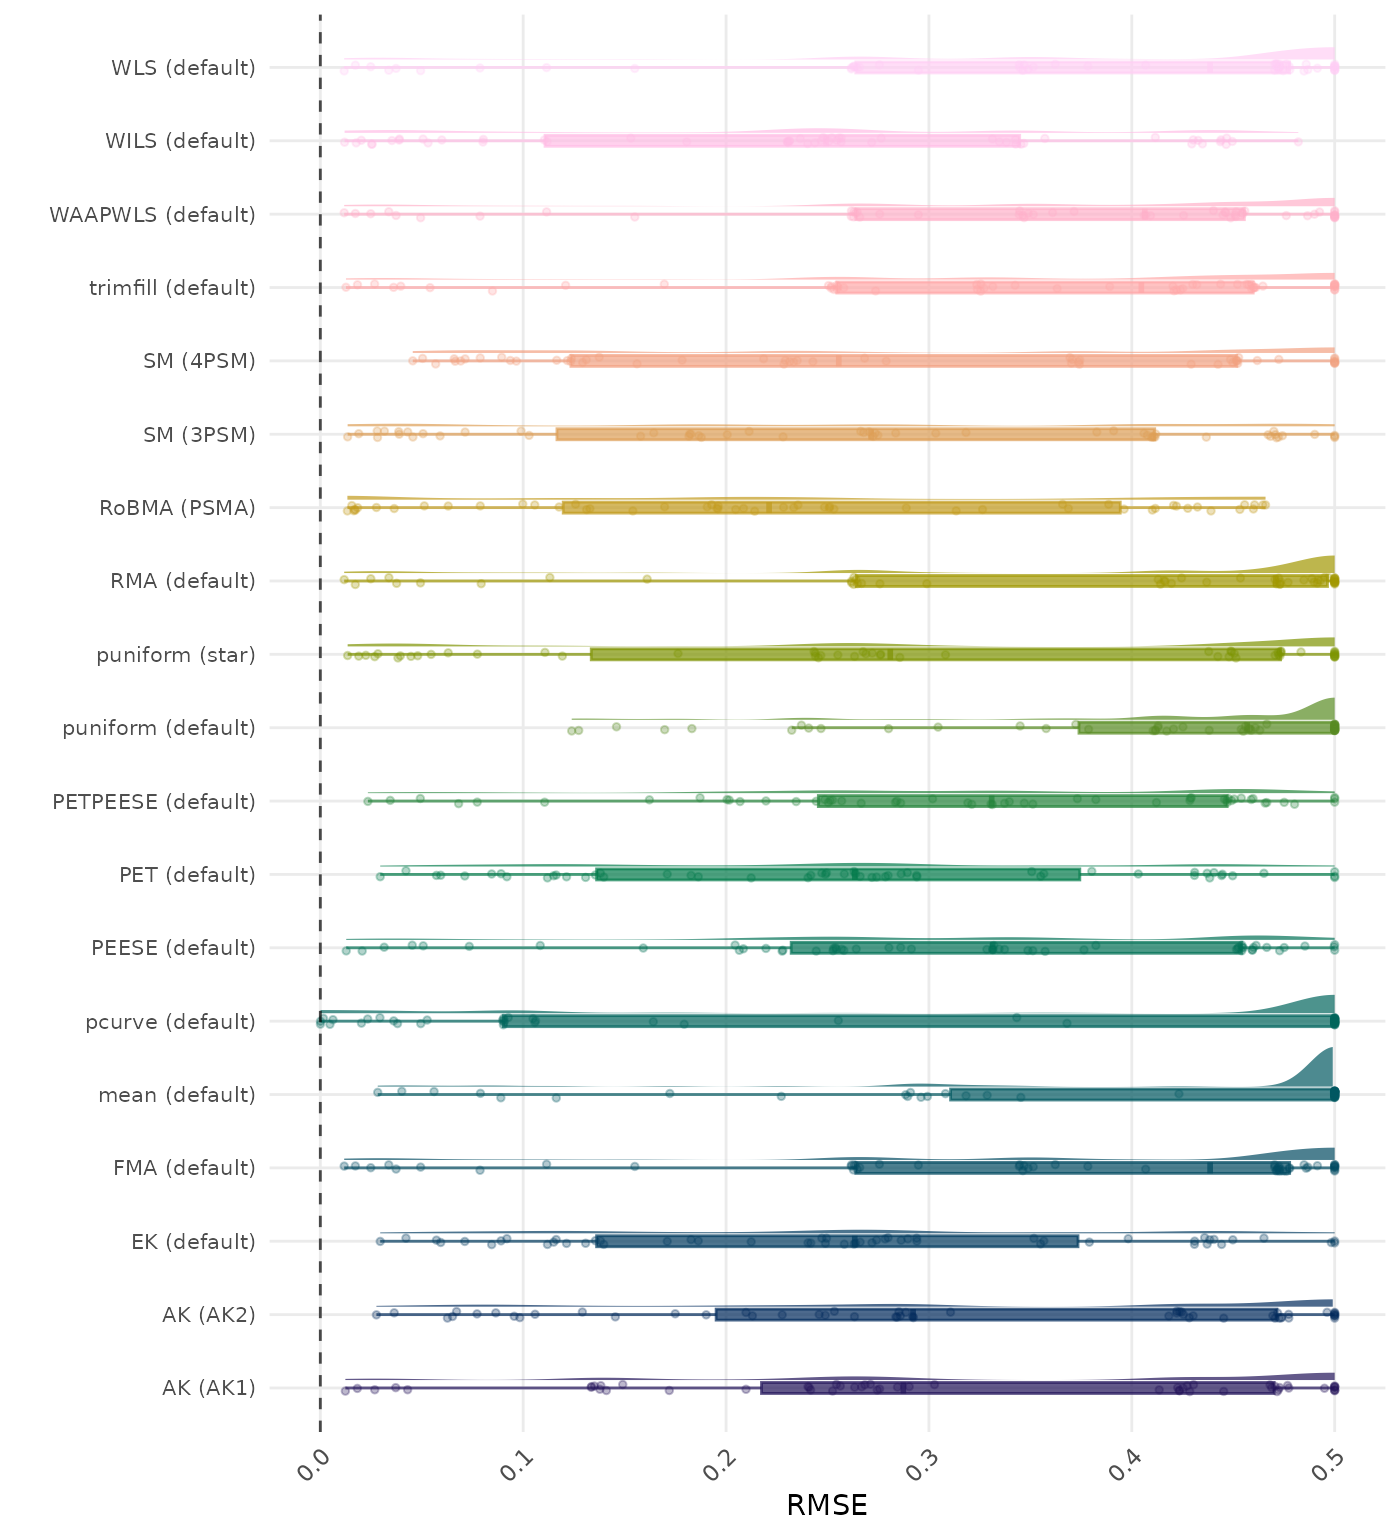 WLS (default)
WILS (default)
WAAPWLS (default)
trimfill (default)
SM (4PSM)
SM (3PSM)
RoBMA (PSMA)
RMA (default)
puniform (star)
puniform (default)
PETPEESE (default)
PET (default)
PEESE (default)
pcurve (default)
mean (default)
FMA (default)
EK (default)
AK (AK2)
AK (AK1)
0.0 0.1 0.2 0.3 0.4 0.5
RMSE